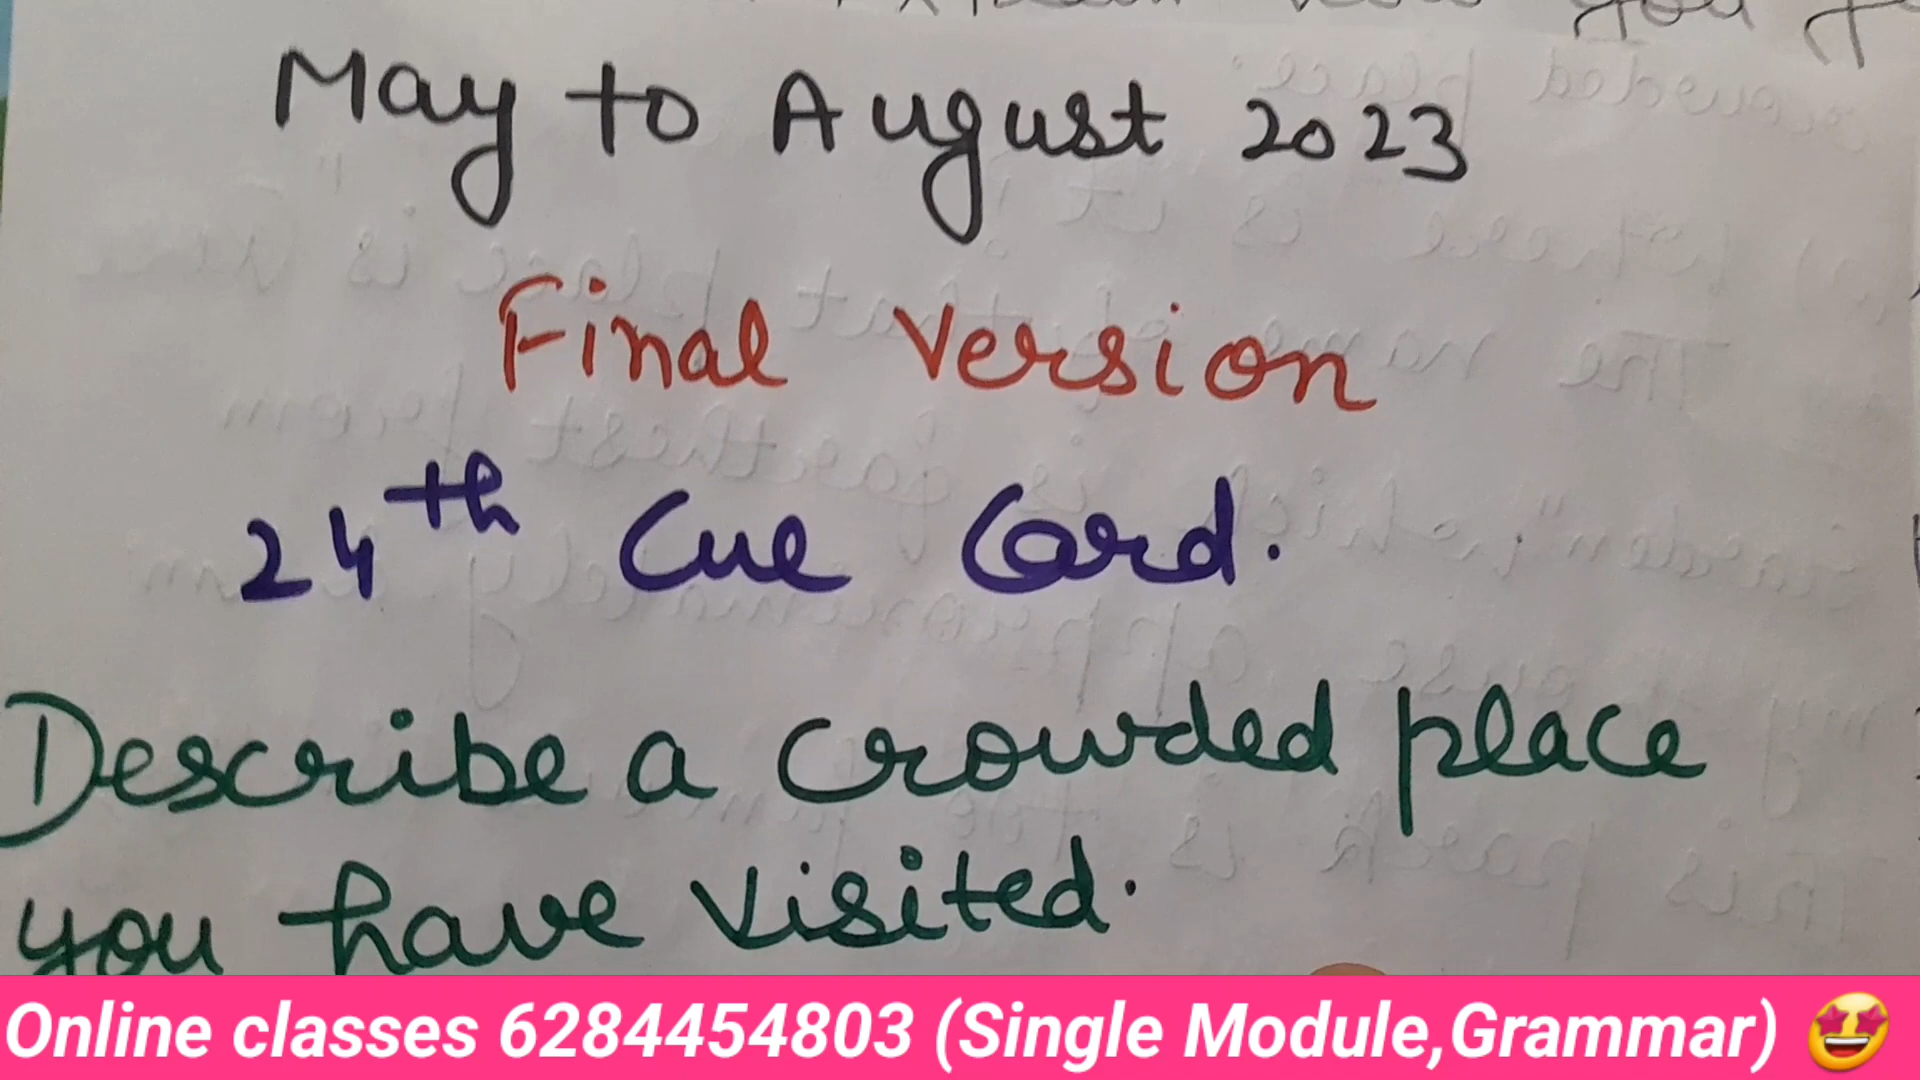 May to August 2023
Final Version
24th Cue Card.
Describe a crowded place
you have visited.
Online classes 6284454803 (Single Module,Grammar) 🤩